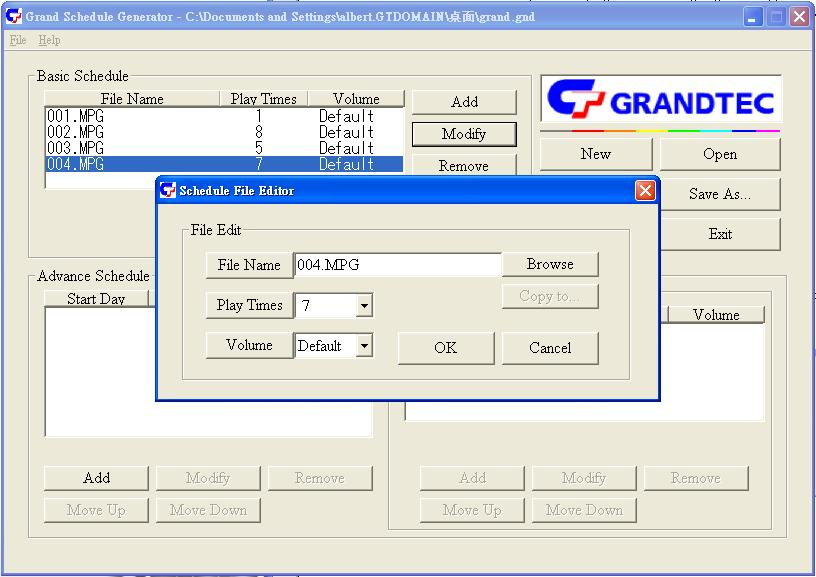 Grand Schedule Generator - C:\Documents and Settings\albert.GTDOMAIN\桌面\grand.gnd
File Help
Basic Schedule
File Name Play Times Volume
001.MPG 1 Default
002.MPG 8 Default
003.MPG 5 Default
004.MPG 7 Default
Add
Modify
Remove
GRANDTEC
New Open
Save As...
Exit
Schedule File Editor
File Edit
File Name 004.MPG Browse
Copy to...
Play Times 7
Volume Default OK Cancel
Advance Schedule
Start Day
Volume
Add Modify Remove
Move Up Move Down
Add Modify Remove
Move Up Move Down